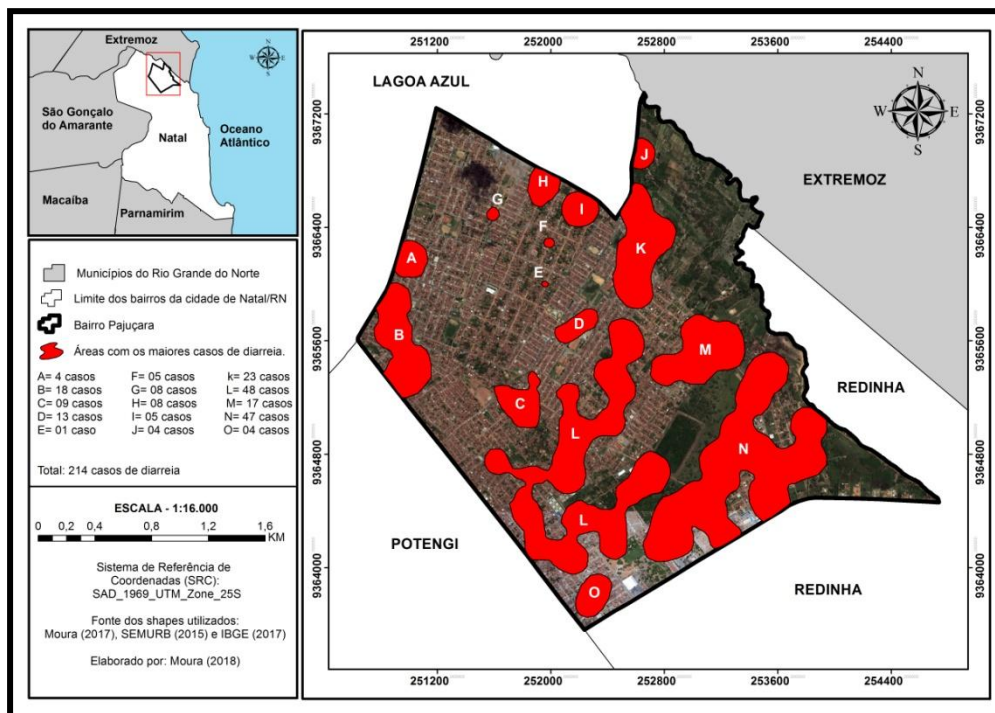 Extremoz
São Gonçalo
do Amarante
Natal
Oceano
Atlântico
Macaíba
Parnamirim
N
W E
S
Municípios do Rio Grande do Norte
Limite dos bairros da cidade de Natal/RN
Bairro Pajuçara
Áreas com os maiores casos de diarreia.
A= 4 casos F= 05 casos k= 23 casos
B= 18 casos G= 08 casos L= 48 casos
C= 09 casos H= 08 casos M= 17 casos
D= 13 casos I= 05 casos N= 47 casos
E= 01 caso J= 04 casos O= 04 casos
Total: 214 casos de diarreia
ESCALA - 1:16.000
0 0,2 0,4 0,8 1,2 1,6
KM
Sistema de Referência de
Coordenadas (SRC):
SAD_1969_UTM_Zone_25S
Fonte dos shapes utilizados:
Moura (2017), SEMURB (2015) e IBGE (2017)
Elaborado por: Moura (2018)
251200 252000 252800 253600 254400
LAGOA AZUL
N
W E
S
9367200 9367200
J
EXTREMOZ
H
G I
9366400 9366400
F
K
A
E
D
B
9365600 9365600
M
REDINHA
C
L
N
9364800 9364800
L
POTENGI
9364000 9364000
O
REDINHA
251200 252000 252800 253600 254400